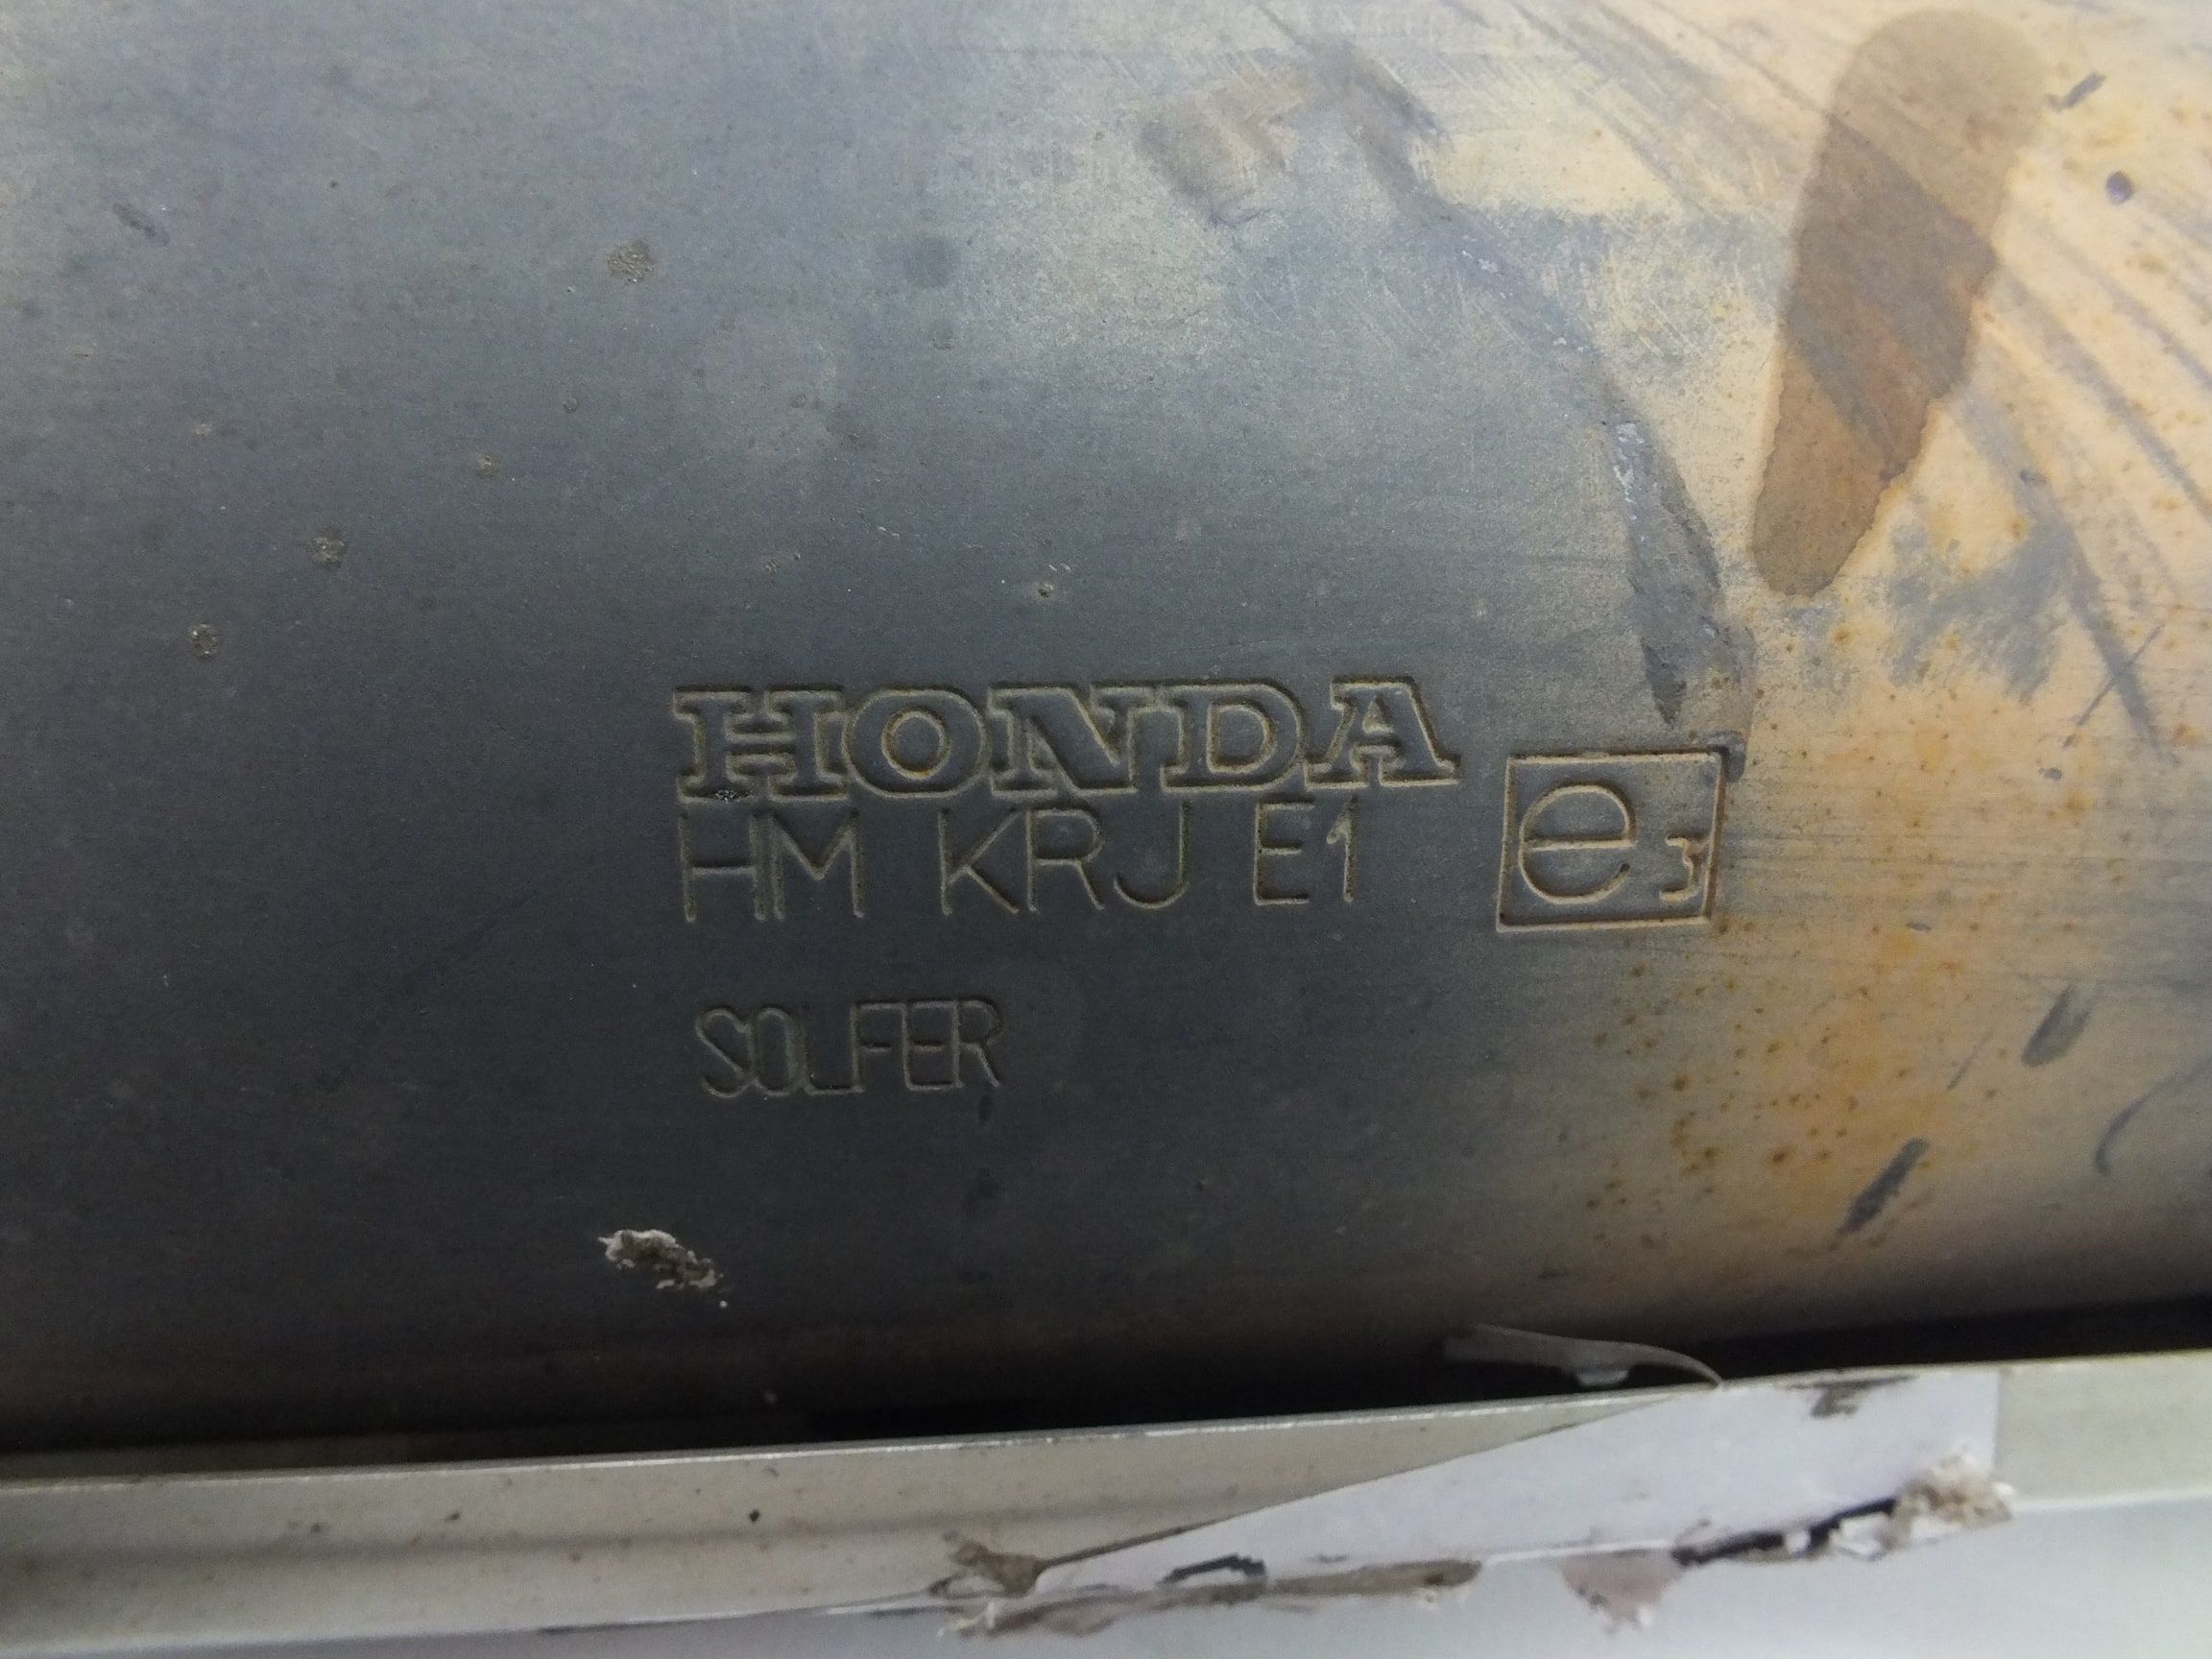 HONDA
HM KRJ E1
e3
SOLFER